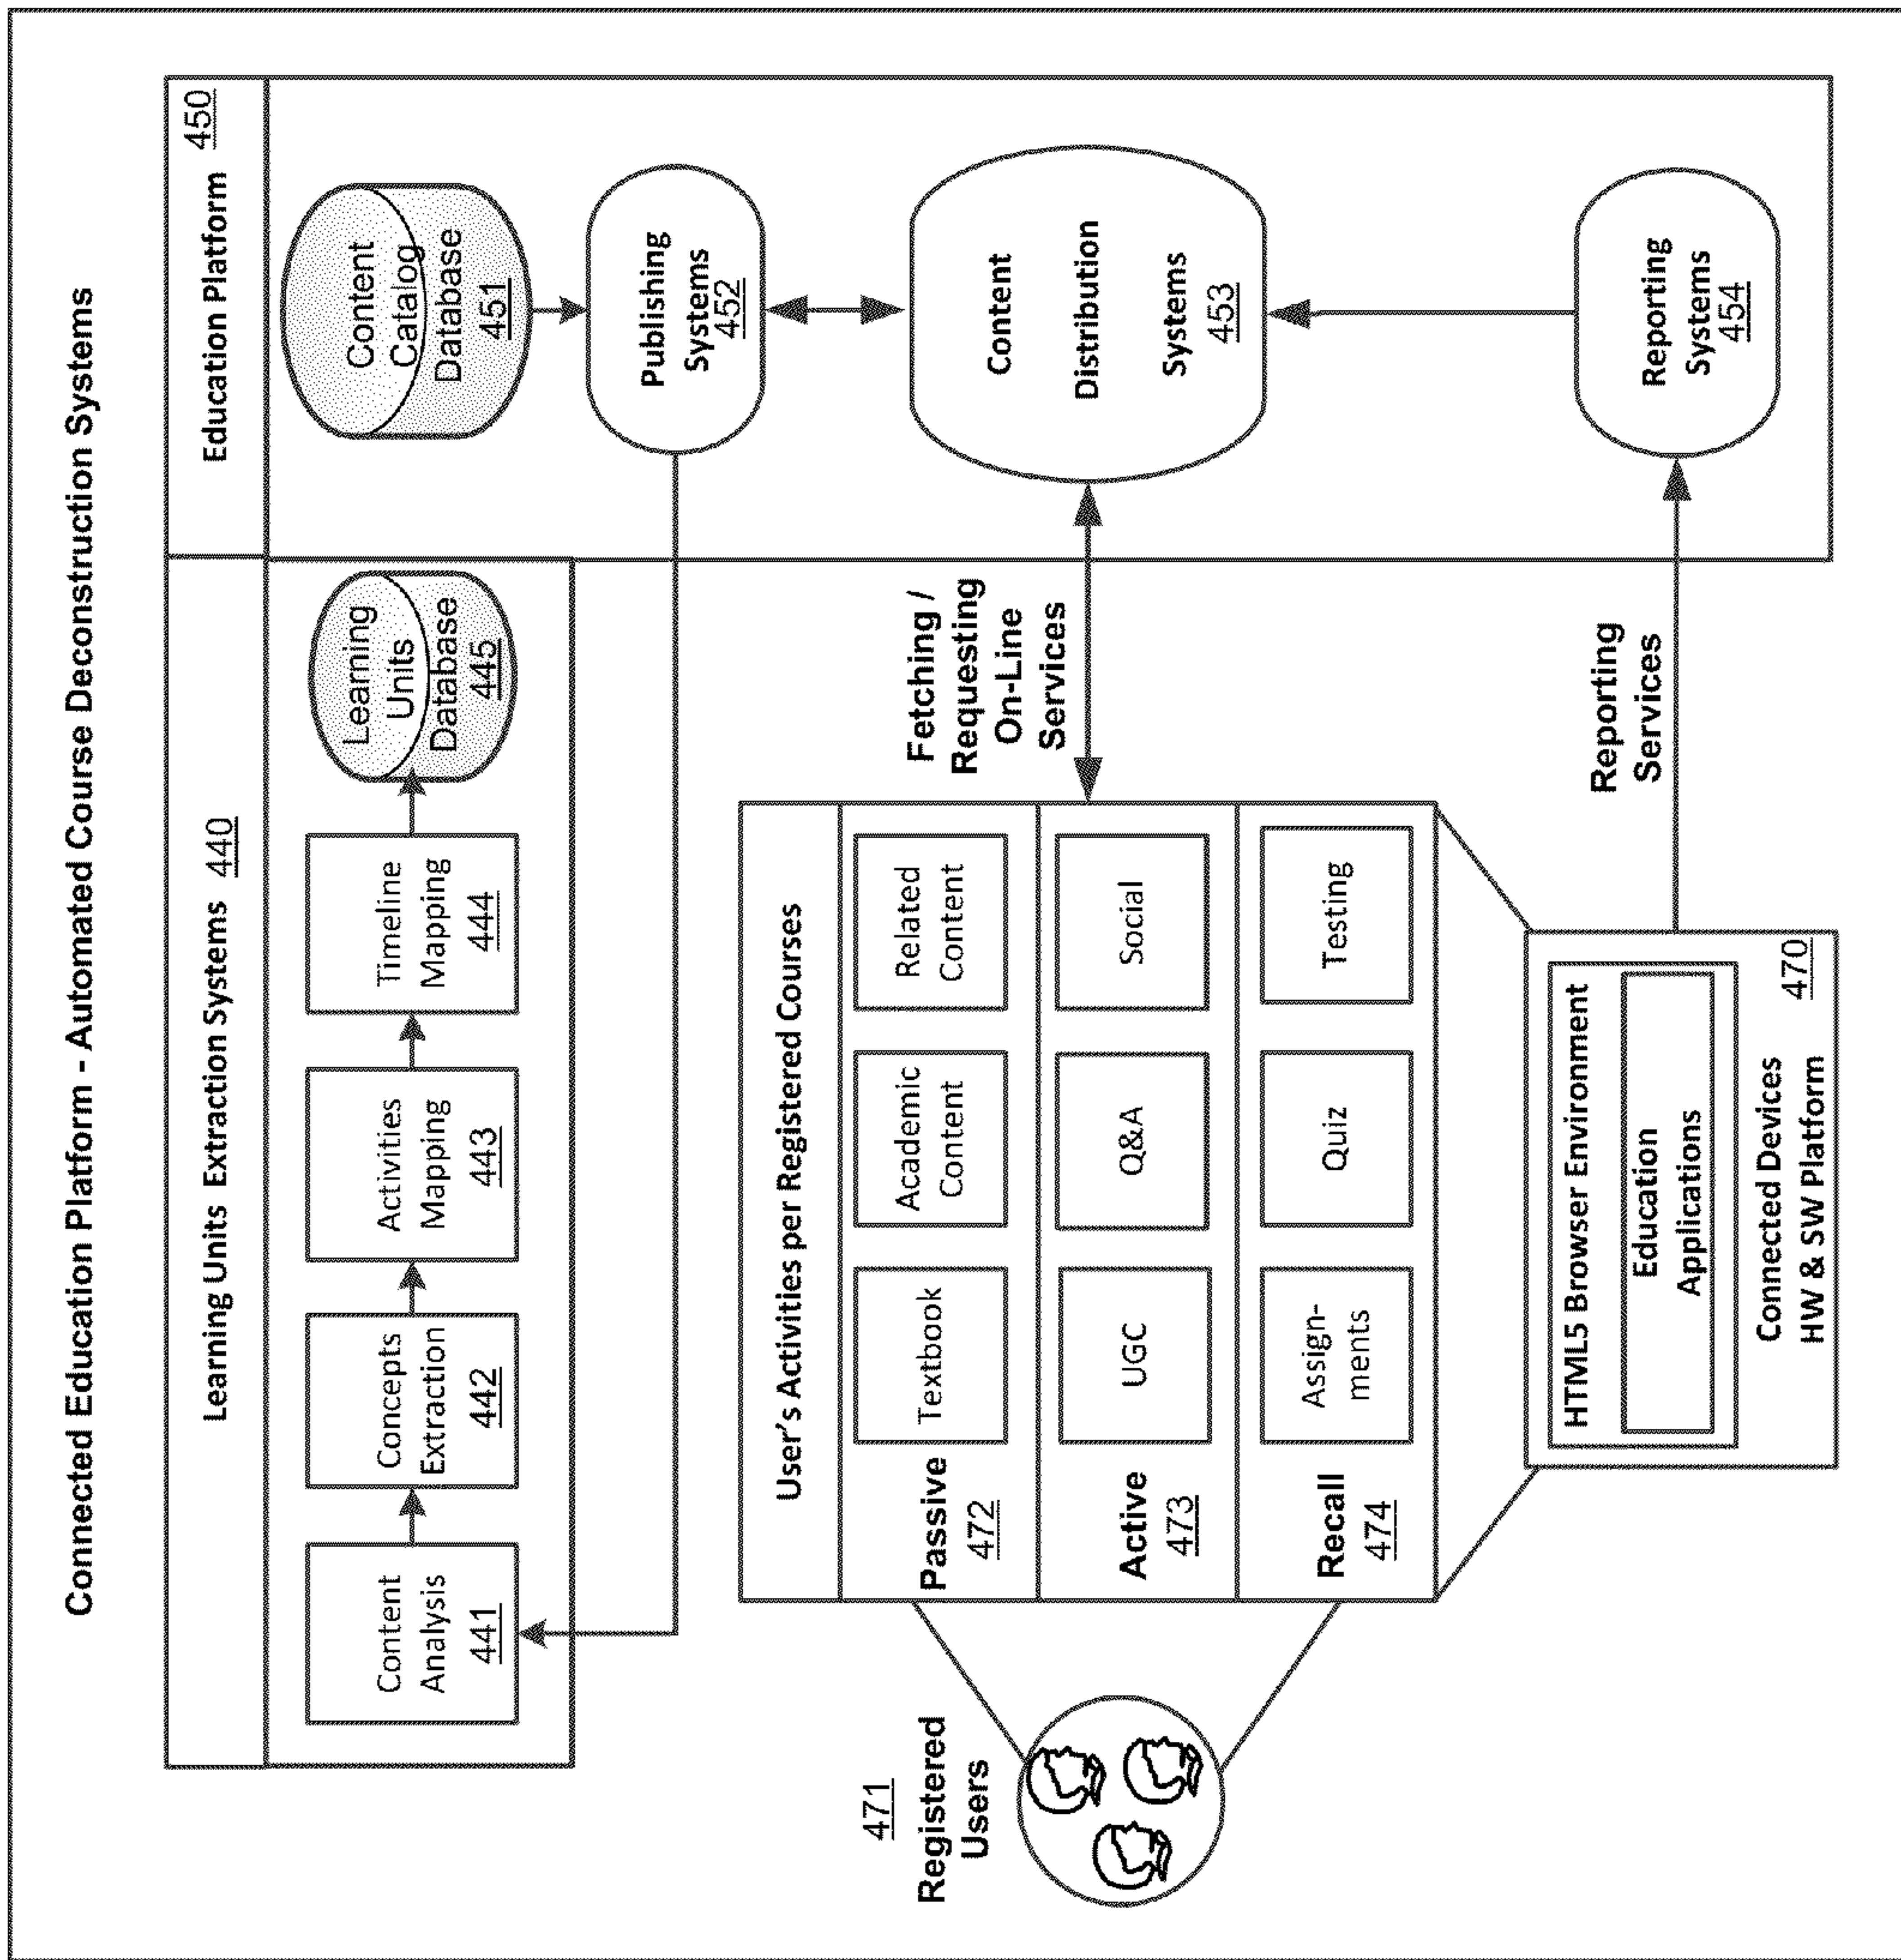 Connected Education Platform - Automated Course Deconstruction Systems
Learning Units Extraction Systems 440
Education Platform 450
Content
Analysis
441
Concepts
Extraction
442
Activities
Mapping
443
Timeline
Mapping
444
Learning
Units
Database
445
Content
Catalog
Database
451
Publishing
Systems
452
Content
Distribution
Systems
453
Reporting
Systems
454
Fetching /
Requesting
On-Line
Services
Reporting
Services
471
Registered
Users
User's Activities per Registered Courses
Passive
472
Textbook
Academic
Content
Related
Content
Active
473
UGC
Q&A
Social
Recall
474
Assign-
ments
Quiz
Testing
HTML5 Browser Environment
Education
Applications
Connected Devices
HW & SW Platform
470